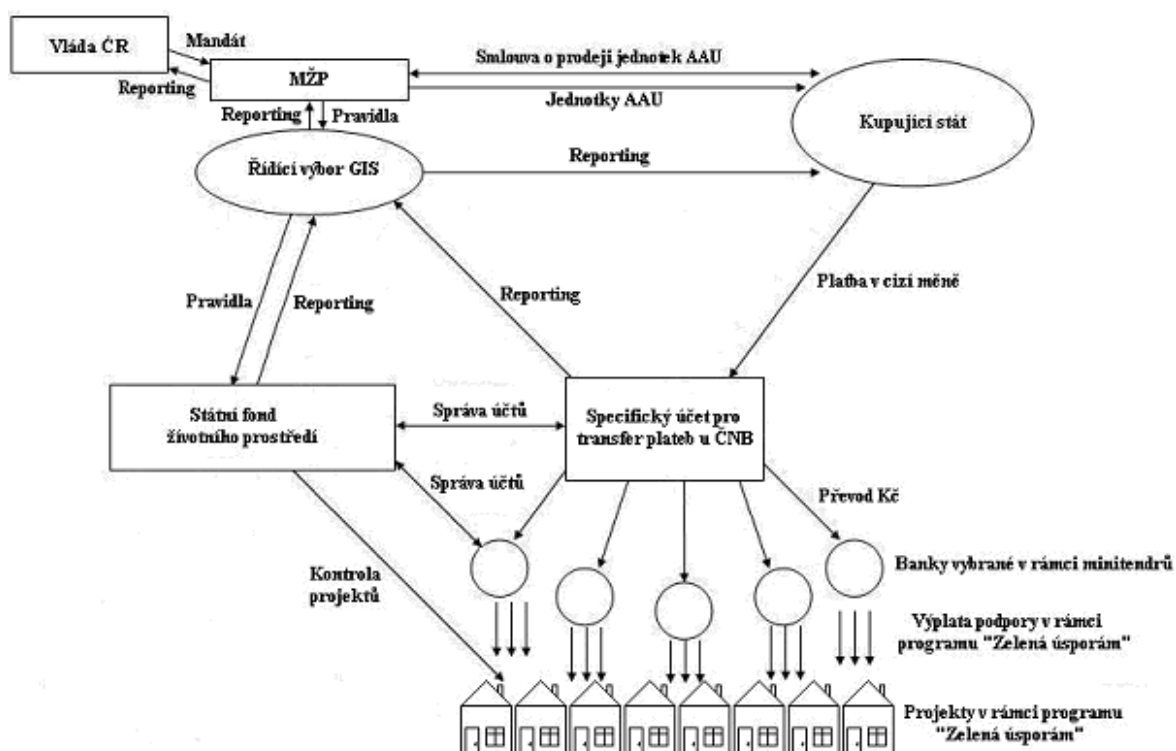 Vláda ČR
Mandát
Reporting
MŽP
Smlouva o prodeji jednotek AAU
Jednotky AAU
Kupující stát
Reporting
Pravidla
Řídící výbor GIS
Reporting
Pravidla
Reporting
Reporting
Platba v cizí měně
Státní fond
životního prostředí
Správa účtů
Specifický účet pro
transfer plateb u ČNB
Správa účtů
Převod Kč
Kontrola
projektů
Banky vybrané v rámci minitendrů
Výplata podpory v rámci
programu "Zelená úsporám"
Projekty v rámci programu
"Zelená úsporám"